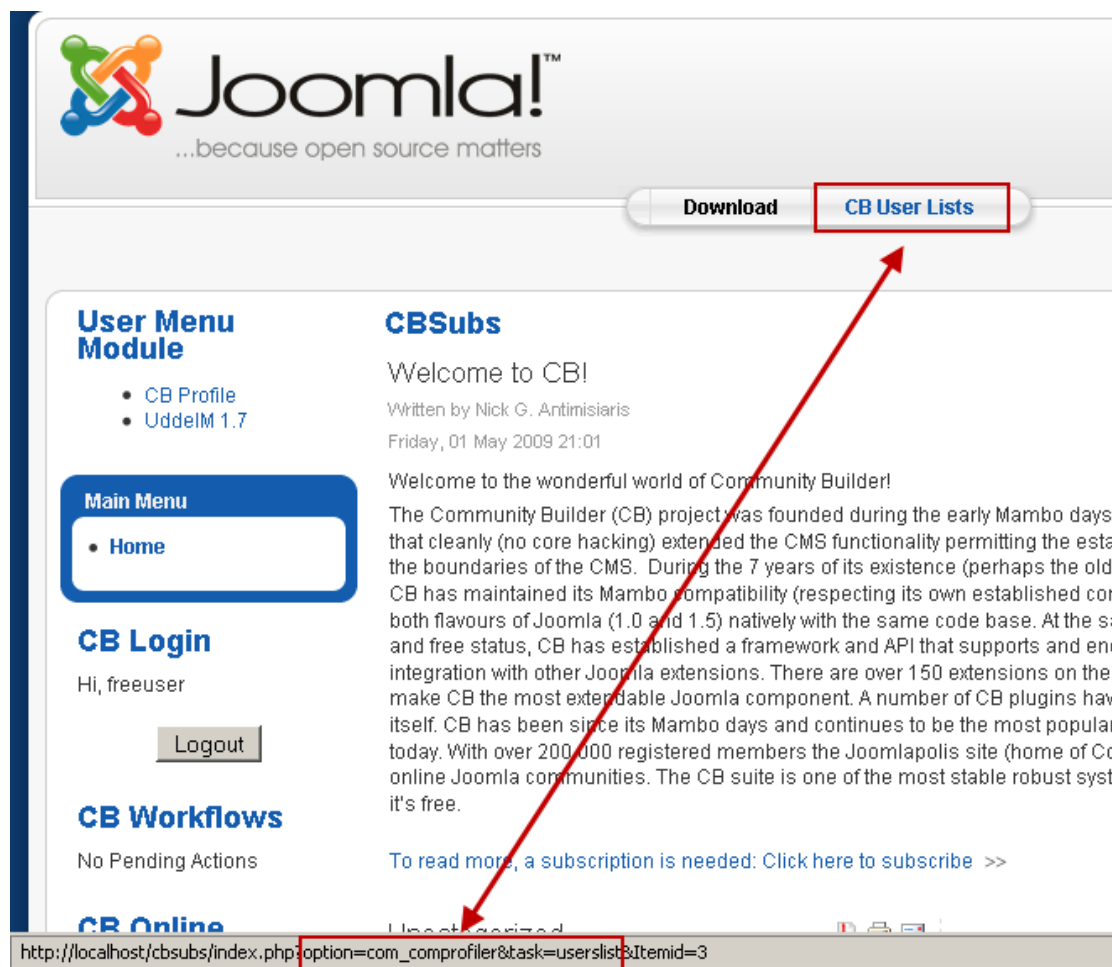 Joomla!™
...because open source matters
Download
CB User Lists
User Menu
Module
CB Profile
UddeIM 1.7
Main Menu
Home
CB Login
Hi, freeuser
Logout
CB Workflows
No Pending Actions
CB Online
CBSubs
Welcome to CB!
Written by Nick G. Antimisiaris
Friday, 01 May 2009 21:01
Welcome to the wonderful world of Community Builder!
The Community Builder (CB) project was founded during the early Mambo days
that cleanly (no core hacking) extended the CMS functionality permitting the esta
the boundaries of the CMS. During the 7 years of its existence (perhaps the old
CB has maintained its Mambo compatibility (respecting its own established con
both flavours of Joomla (1.0 and 1.5) natively with the same code base. At the sa
and free status, CB has established a framework and API that supports and en
integration with other Joomla extensions. There are over 150 extensions on the
make CB the most extendable Joomla component. A number of CB plugins hav
itself. CB has been since its Mambo days and continues to be the most popular
today. With over 200,000 registered members the Joomlapolis site (home of Co
online Joomla communities. The CB suite is one of the most stable robust syst
it's free.
To read more, a subscription is needed: Click here to subscribe >>
Uncategorized
http://localhost/cbsubs/index.php?option=com_comprofiler&task=userslist&Itemid=3